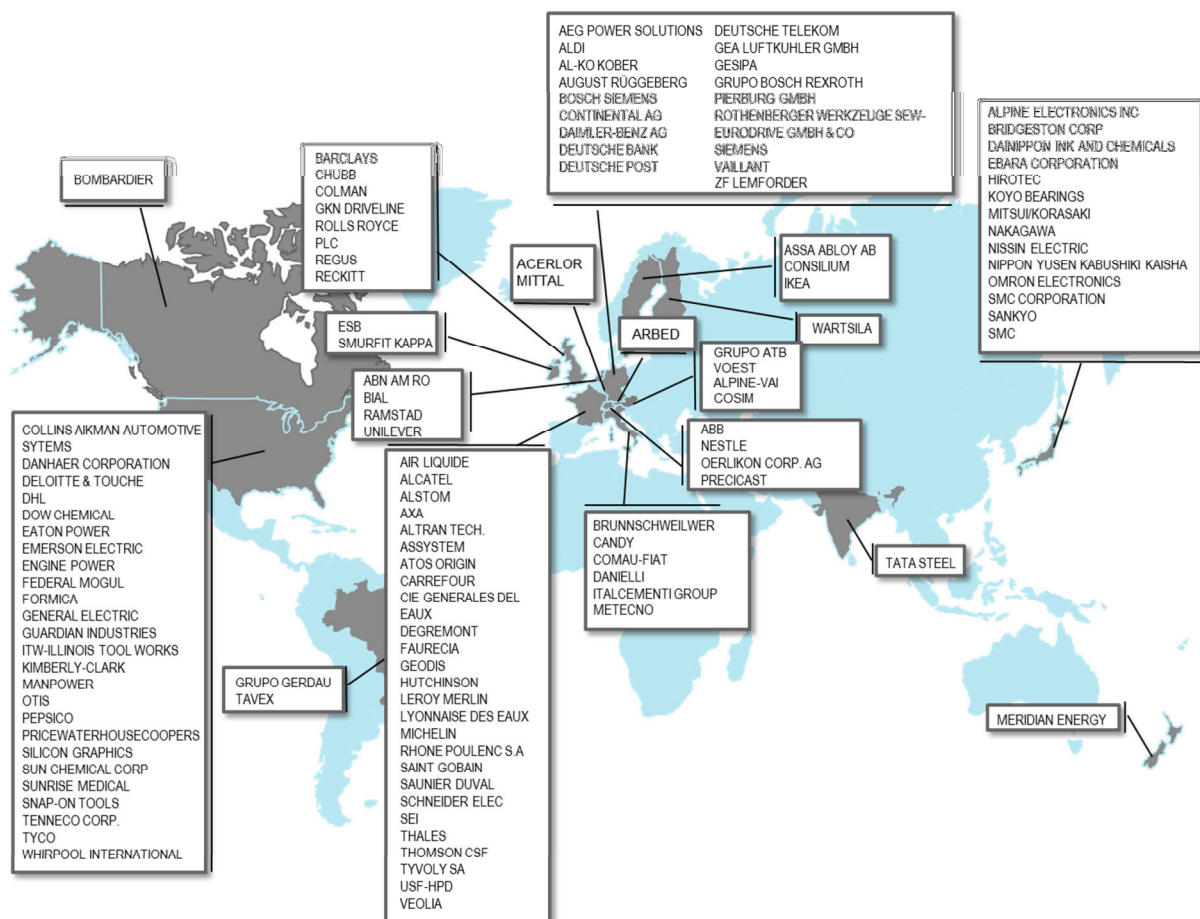 AEG POWER SOLUTIONS
ALDI
AL-KO KOBER
AUGUST RÜGGEBERG
BOSCH SIEMENS
CONTINENTAL AG
DAIMLER-BENZ AG
DEUTSCHE BANK
DEUTSCHE POST
DEUTSCHE TELEKOM
GEA LUFTKUHLER GMBH
GESIPA
GRUPO BOSCH REXROTH
PIERBURG GMBH
ROTHENBERGER WERKZEUGE SEW-
EURODRIVE GMBH & CO
SIEMENS
VAILLANT
ZF LEMFORDER
ALPINE ELECTRONICS INC
BRIDGESTON CORP
DAINIPPON INK AND CHEMICALS
EBARA CORPORATION
HIROTEC
KOYO BEARINGS
MITSUI/KORASAKI
NAKAGAWA
NISSIN ELECTRIC
NIPPON YUSEN KABUSHIKI KAISHA
OMRON ELECTRONICS
SMC CORPORATION
SANKYO
SMC
BOMBARDIER
BARCLAYS
CHUBB
COLMAN
GKN DRIVELINE
ROLLS ROYCE
PLC
REGUS
RECKITT
ACERLOR
MITTAL
ASSA ABLOY AB
CONSILIUM
IKEA
WARTSILA
ESB
SMURFIT KAPPA
ARBED
GRUPO ATB
VOEST
ALPINE-VAI
COSIM
ABN AM RO
BIAL
RAMSTAD
UNILEVER
ABB
NESTLE
OERLIKON CORP. AG
PRECICAST
COLLINS AIKMAN AUTOMOTIVE
SYTEMS
DANHAER CORPORATION
DELOITTE & TOUCHE
DHL
DOW CHEMICAL
EATON POWER
EMERSON ELECTRIC
ENGINE POWER
FEDERAL MOGUL
FORMICA
GENERAL ELECTRIC
GUARDIAN INDUSTRIES
ITW-ILLINOIS TOOL WORKS
KIMBERLY-CLARK
MANPOWER
OTIS
PEPSICO
PRICEWATERHOUSECOOPERS
SILICON GRAPHICS
SUN CHEMICAL CORP
SUNRISE MEDICAL
SNAP-ON TOOLS
TENNECO CORP.
TYCO
WHIRPOOL INTERNATIONAL
AIR LIQUIDE
ALCATEL
ALSTOM
AXA
ALTRAN TECH.
ASSYSTEM
ATOS ORIGIN
CARREFOUR
CIE GENERALES DEL
EAUX
DEGREMONT
FAURECIA
GEODIS
HUTCHINSON
LEROY MERLIN
LYONNAISE DES EAUX
MICHELIN
RHONE POULENC S.A
SAINT GOBAIN
SAUNIER DUVAL
SCHNEIDER ELEC
SEI
THALES
THOMSON CSF
TYVOLY SA
USF-HPD
VEOLIA
BRUNNSCHWEILWER
CANDY
COMAU-FIAT
DANIELLI
ITALCEMENTI GROUP
METECNO
TATA STEEL
GRUPO GERDAU
TAVEX
MERIDIAN ENERGY